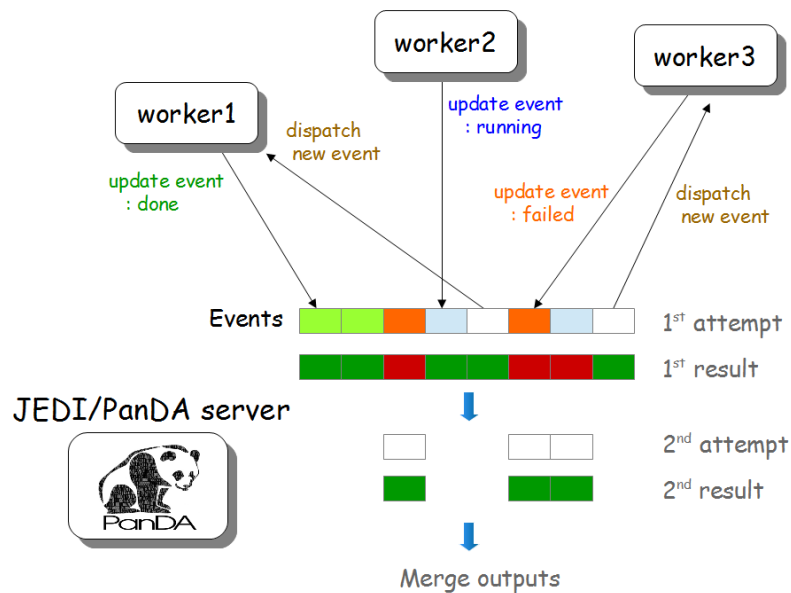 worker1
worker2
worker3
update event
: done
dispatch
new event
update event
: running
update event
: failed
dispatch
new event
Events
1st attempt
1st result
JEDI/PanDA server
PanDA
2nd attempt
2nd result
Merge outputs